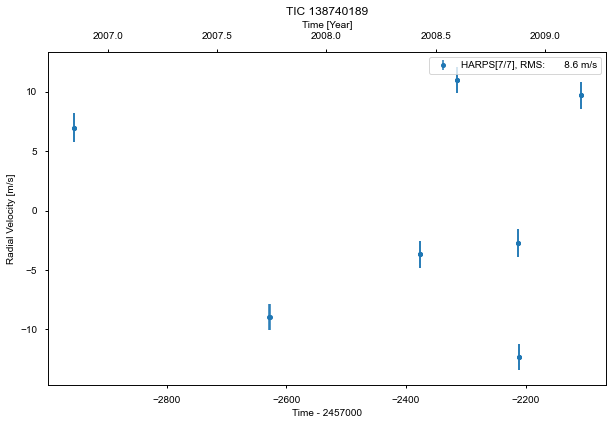 TIC 138740189
Time [Year]
2007.0 2007.5 2008.0 2008.5 2009.0
HARPS[7/7], RMS: 8.6 m/s
Radial Velocity [m/s]
10
5
0
−5
−10
−2800 −2600 −2400 −2200
Time - 2457000